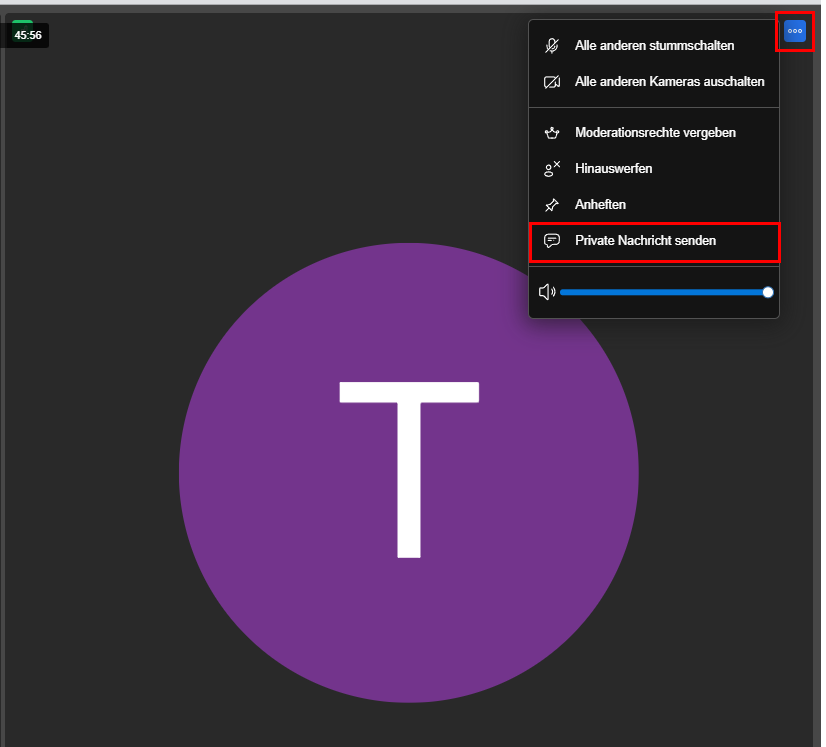 45:56
Alle anderen stummschalten
Alle anderen Kameras auschalten
Moderationsrechte vergeben
Hinauswerfen
Anheften
Private Nachricht senden
T